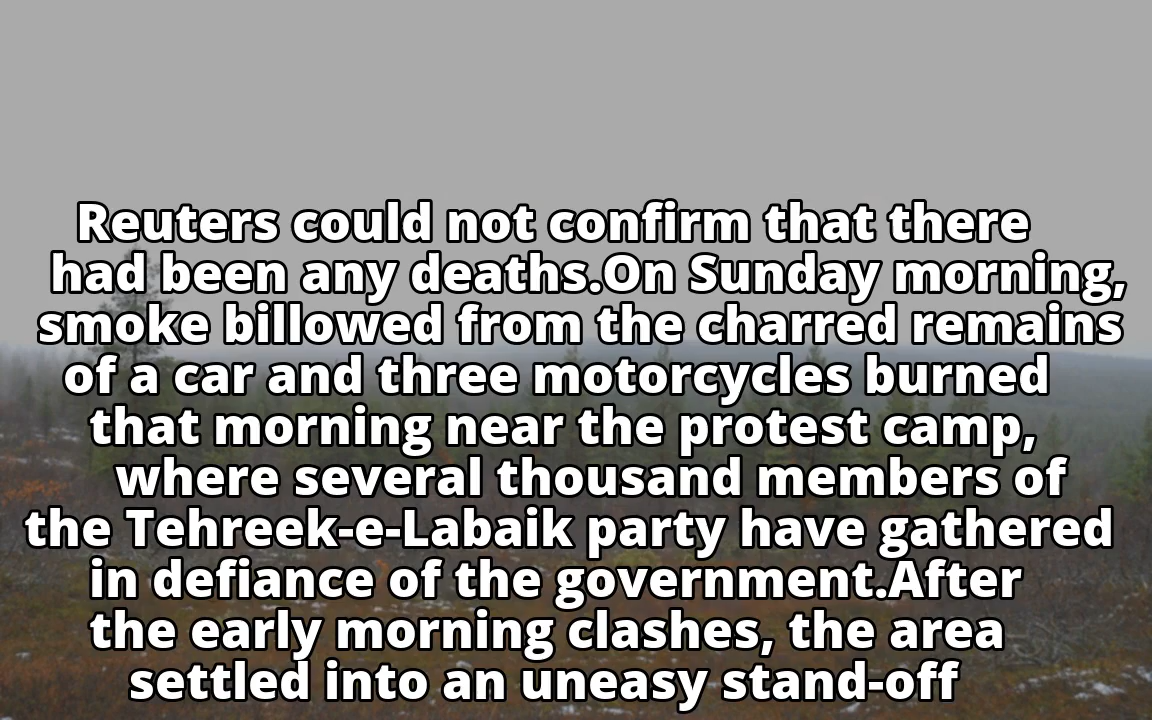 Reuters could not confirm that there
had been any deaths.On Sunday morning,
smoke billowed from the charred remains
of a car and three motorcycles burned
that morning near the protest camp,
where several thousand members of
the Tehreek-e-Labaik party have gathered
in defiance of the government.After
the early morning clashes, the area
settled into an uneasy stand-off